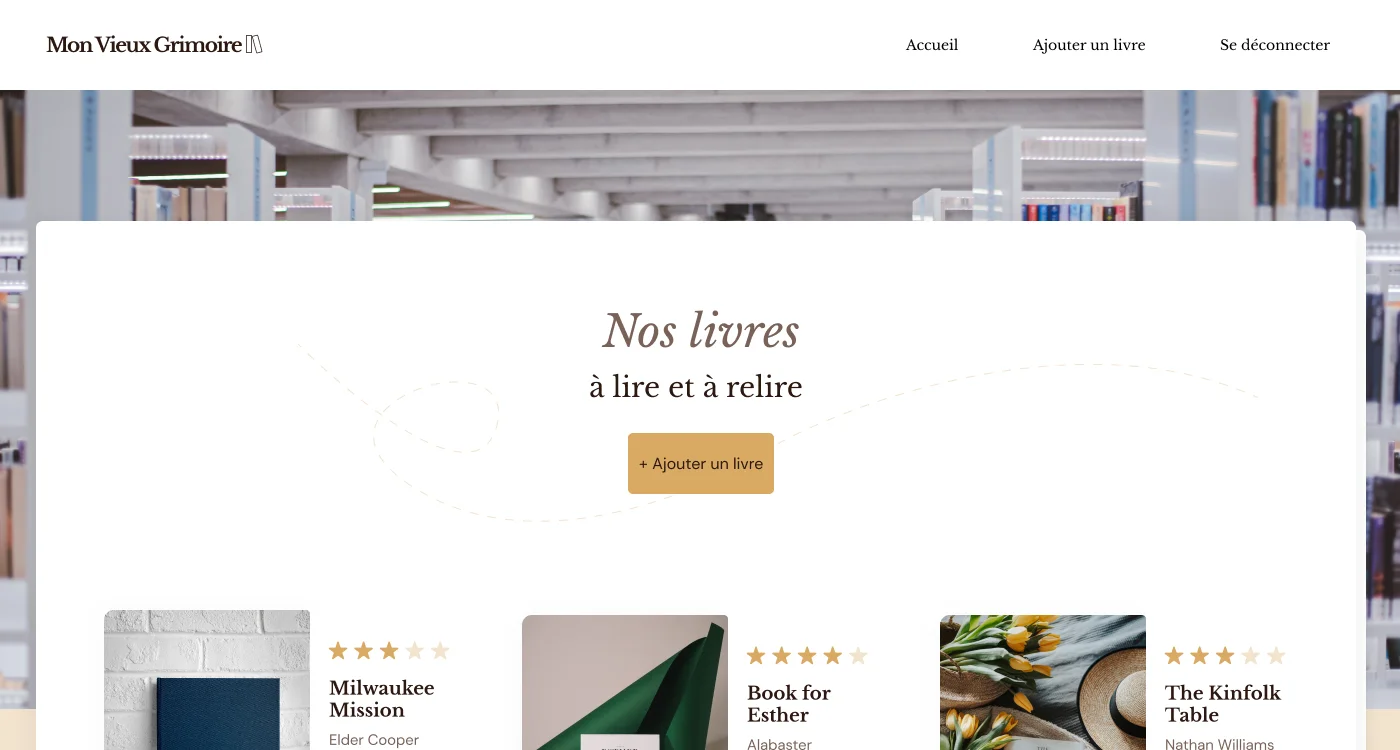 Mon Vieux Grimoire
Accueil
Ajouter un livre
Se déconnecter
Nos livres
à lire et à relire
+ Ajouter un livre
Milwaukee
Mission
Elder Cooper
Book for
Esther
Alabaster
The Kinfolk
Table
Nathan Williams